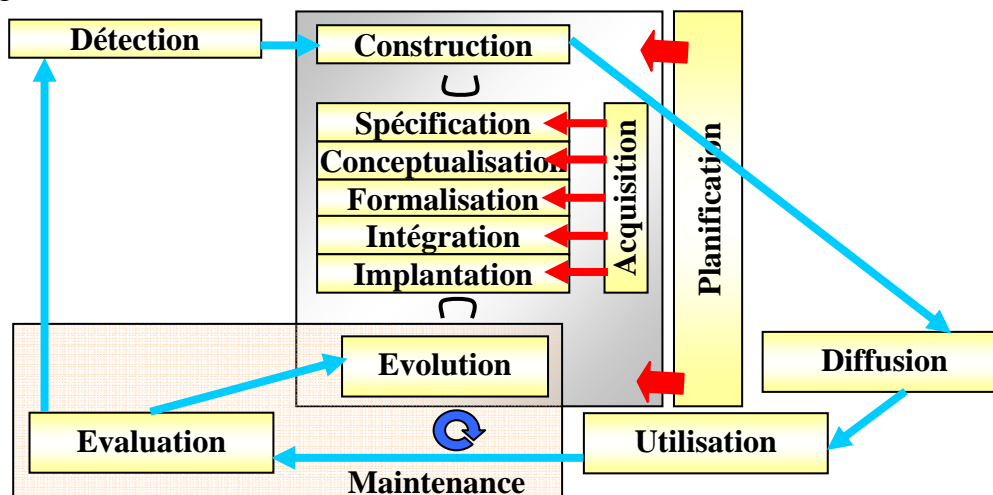 Détection
Construction
Spécification
Conceptualisation
Formalisation
Intégration
Implantation
Acquisition
Planification
Evolution
Diffusion
Evaluation
Utilisation
Maintenance